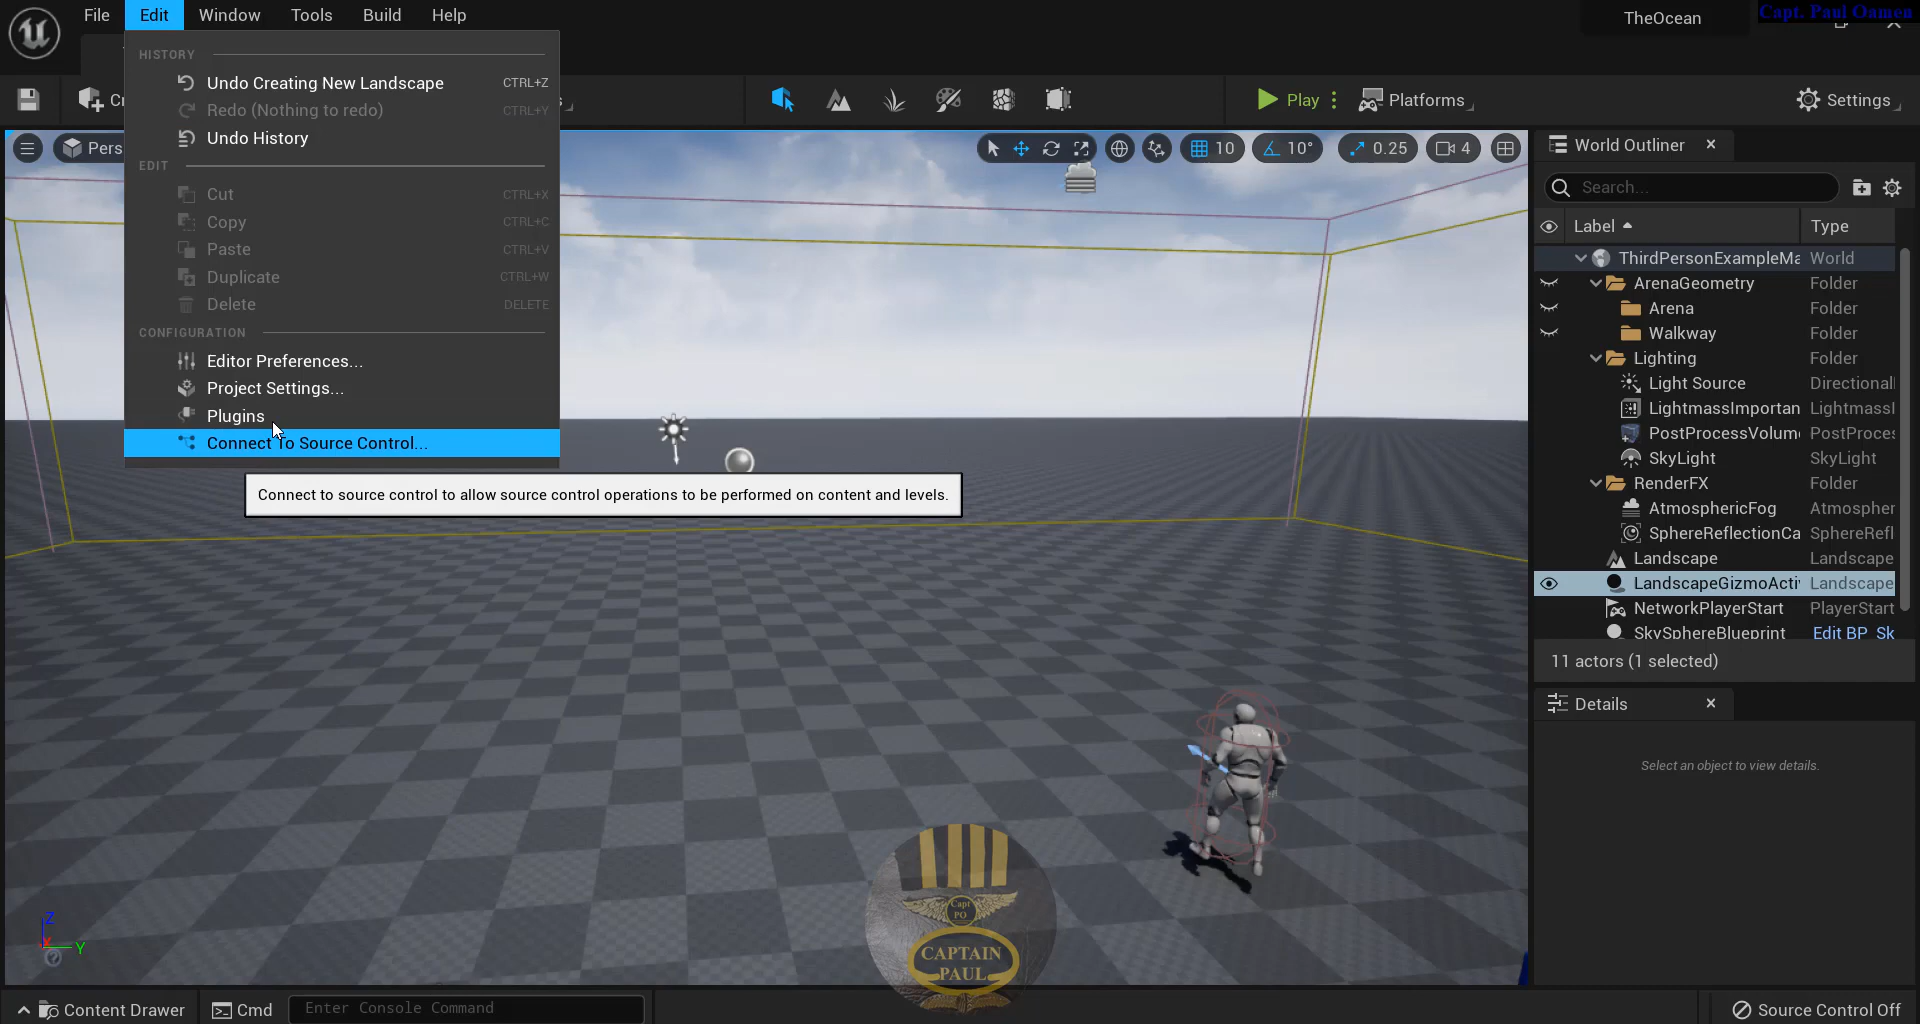 File Edit Window Tools Build Help
TheOcean
Capt. Paul Oamen
HISTORY
Undo Creating New Landscape CTRL+Z
Redo (Nothing to redo) CTRL+Y
Undo History
EDIT
Cut CTRL+X
Copy CTRL+C
Paste CTRL+V
Duplicate CTRL+W
Delete DELETE
CONFIGURATION
Editor Preferences...
Project Settings...
Plugins
Connect To Source Control...
Connect to source control to allow source control operations to be performed on content and levels.
Cr
Play
Platforms
Settings
Pers
10 10° 0.25 4
World Outliner
Search...
Label Type
ThirdPersonExampleMa World
ArenaGeometry Folder
Arena Folder
Walkway Folder
Lighting Folder
Light Source Directional
LightmassImportan LightmassI
PostProcessVolum PostProces
SkyLight SkyLight
RenderFX Folder
AtmosphericFog Atmospher
SphereReflectionCa SphereRefl
Landscape Landscape
LandscapeGizmoActi Landscape
NetworkPlayerStart PlayerStart
SkySphereBlueprint Edit BP_Sk
11 actors (1 selected)
Details
Select an object to view details.
Z
X
Y
Capt
PO
CAPTAIN
PAUL
Content Drawer
Cmd
Enter Console Command
Source Control Off